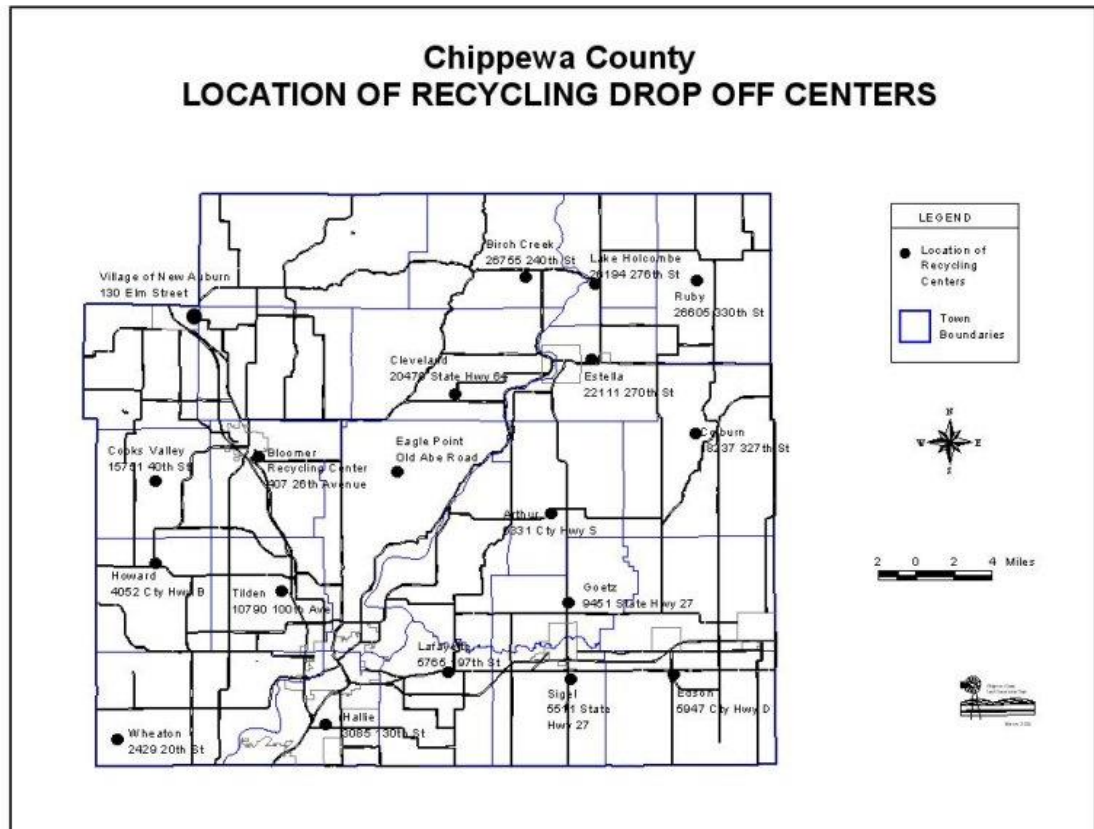 Chippewa County
LOCATION OF RECYCLING DROP OFF CENTERS
Birch Creek
26755 240th St
Lake Holcombe
26194 276th St
Village of New Auburn
130 Elm Street
Ruby
26605 330th St
LEGEND
Location of
Recycling
Centers
Town
Boundaries
Cleveland
20470 State Hwy 64
Estella
22111 270th St
Cooks Valley
15751 40th St
Bloomer
Recycling Center
407 26th Avenue
Eagle Point
Old Abe Road
Colburn
18237 327th St
N
W E
S
Arthur
Cty Hwy S
2 0 2 4 Miles
Howard
4052 Cty Hwy B
Tilden
10790 100th Ave
Goetz
9451 State Hwy 27
Lafayette
5765 197th St
Sigel
5511 State
Hwy 27
Edson
5947 Cty Hwy D
Hallie
3085 130th St
Wheaton
2429 20th St